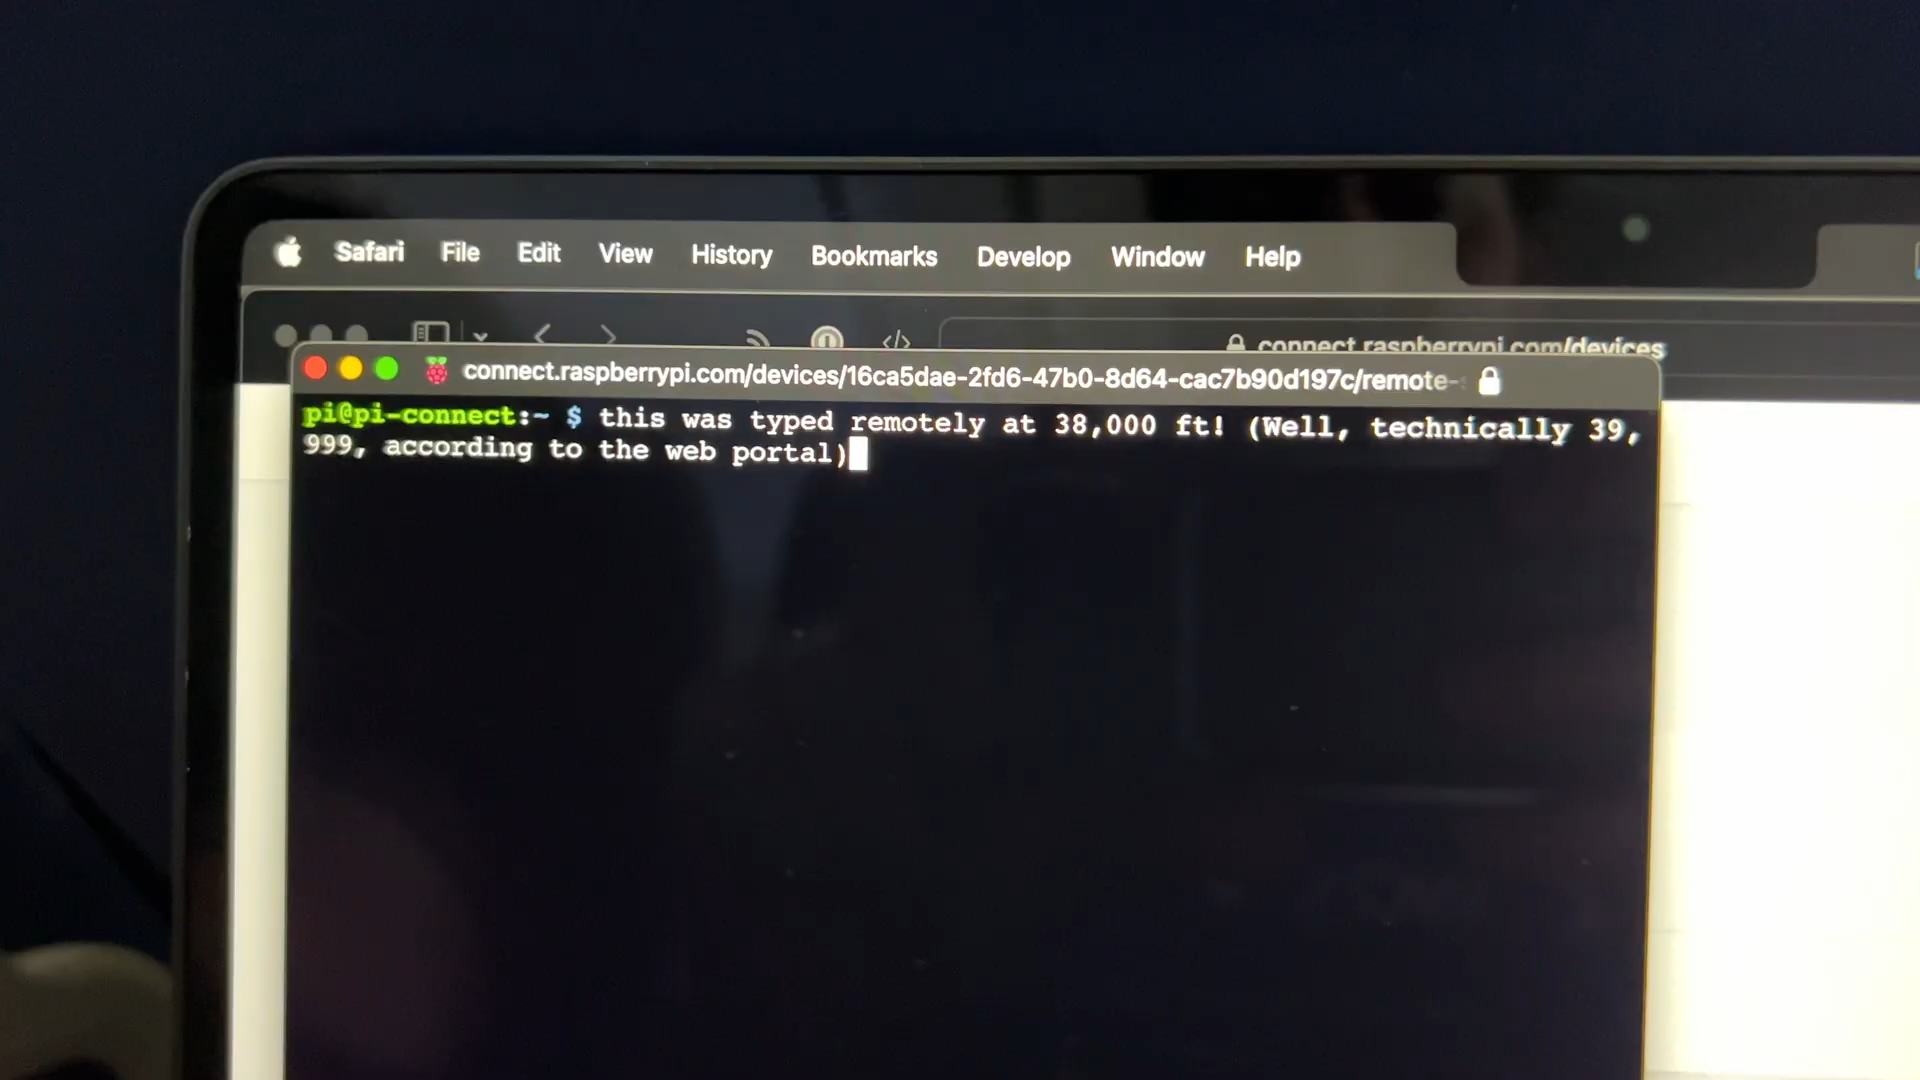 Safari File Edit View History Bookmarks Develop Window Help
connect.raspberrypi.com/devices
connect.raspberrypi.com/devices/16ca5dae-2fd6-47b0-8d64-cac7b90d197c/remote-
pi@pi-connect:~ $ this was typed remotely at 38,000 ft! (Well, technically 39,
999, according to the web portal)